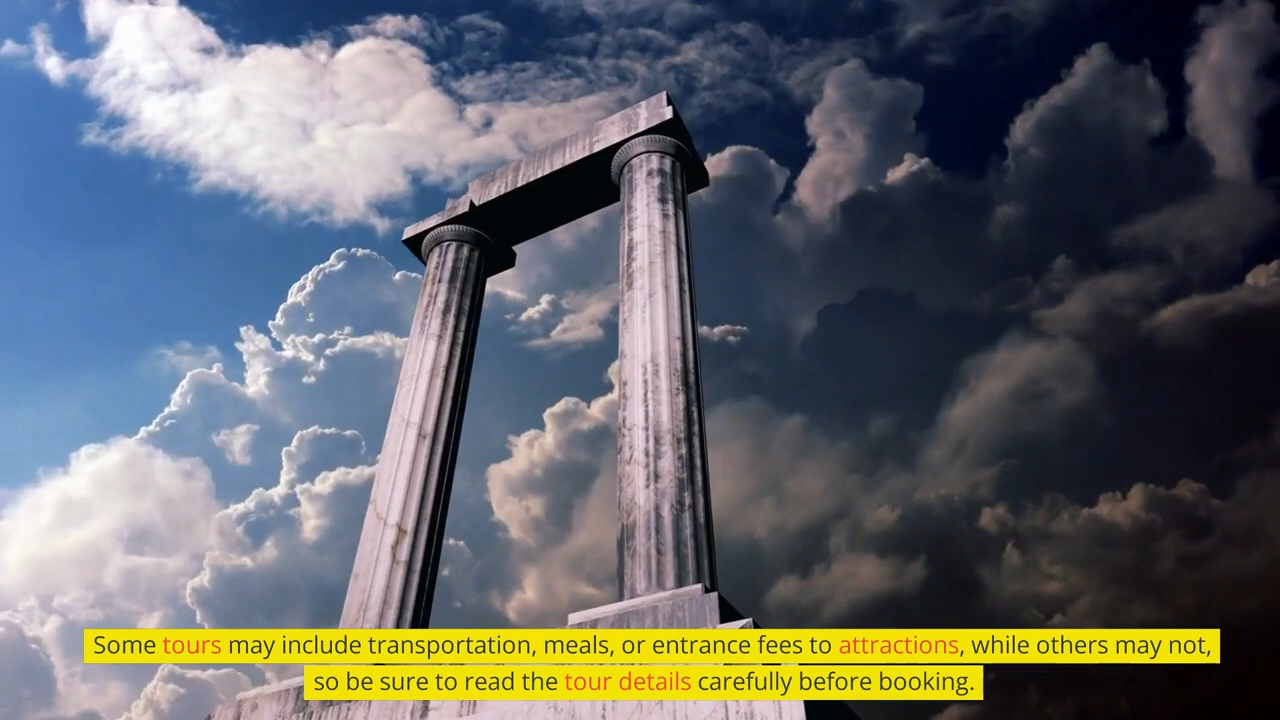 Some tours may include transportation, meals, or entrance fees to attractions, while others may not,
so be sure to read the tour details carefully before booking.